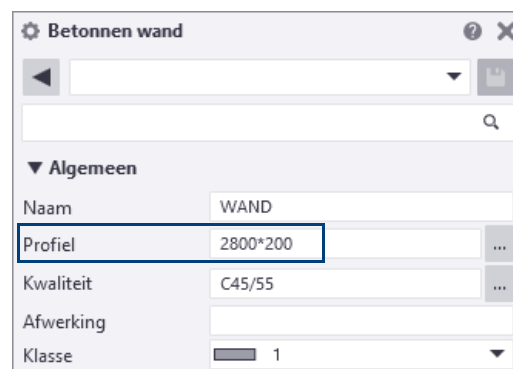 Betonnen wand
Algemeen
Naam WAND
Profiel 2800*200 ...
Kwaliteit C45/55 ...
Afwerking
Klasse 1